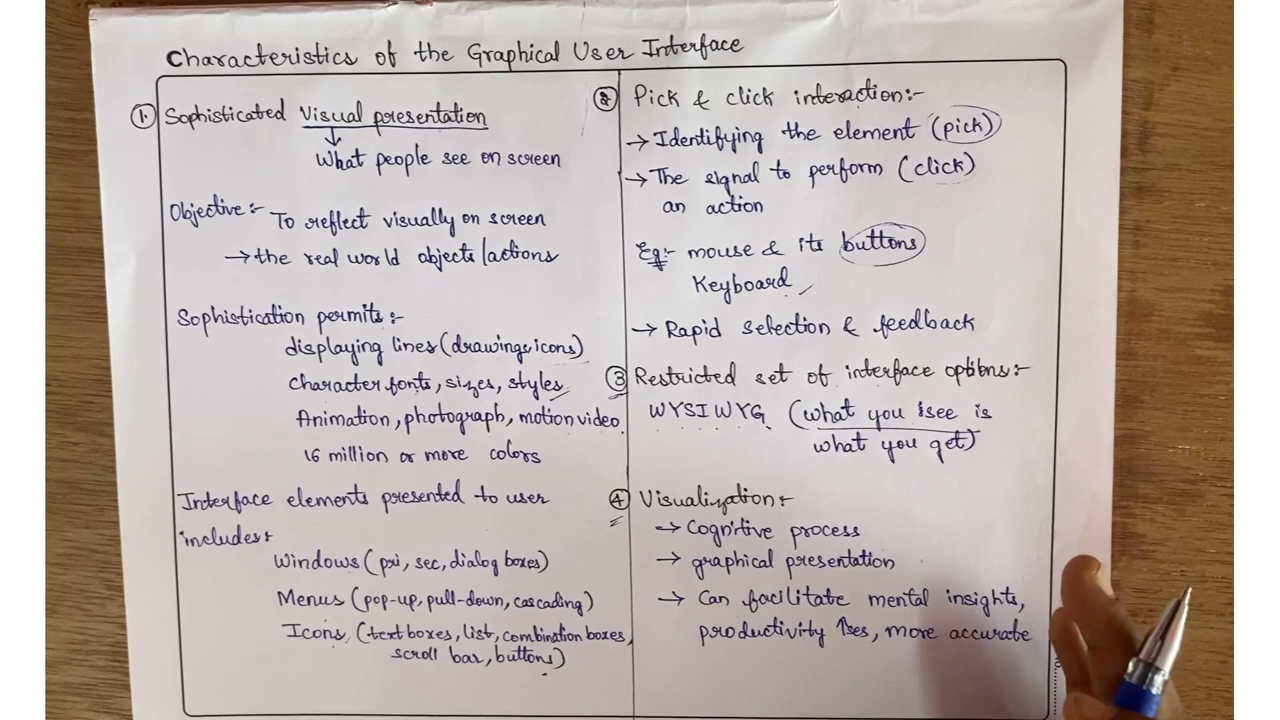 Characteristics of the Graphical User Interface
1. Sophisticated Visual presentation
What people see on screen
Objective:- To reflect visually on screen
→ the real world objects/actions
Sophistication permits:-
displaying lines (drawings, icons)
Character fonts, sizes, styles
Animation, photograph, motion video
16 million or more colors
Interface elements presented to user
includes:
Windows (pri, sec, dialog boxes)
Menus (pop-up, pull-down, cascading)
Icons, (text boxes, list, combination boxes,
scroll bar, buttons)
2 Pick & click interaction:-
→ Identifying the element (pick)
→ The signal to perform (click)
an action
Eg:- mouse & its buttons
Keyboard
→ Rapid selection & feedback
3 Restricted set of interface options:-
WYSIWYG (what you see is
what you get)
4 Visualization:-
→ Cognitive process
→ graphical presentation
→ Can facilitate mental insights,
productivity ↑ses, more accurate